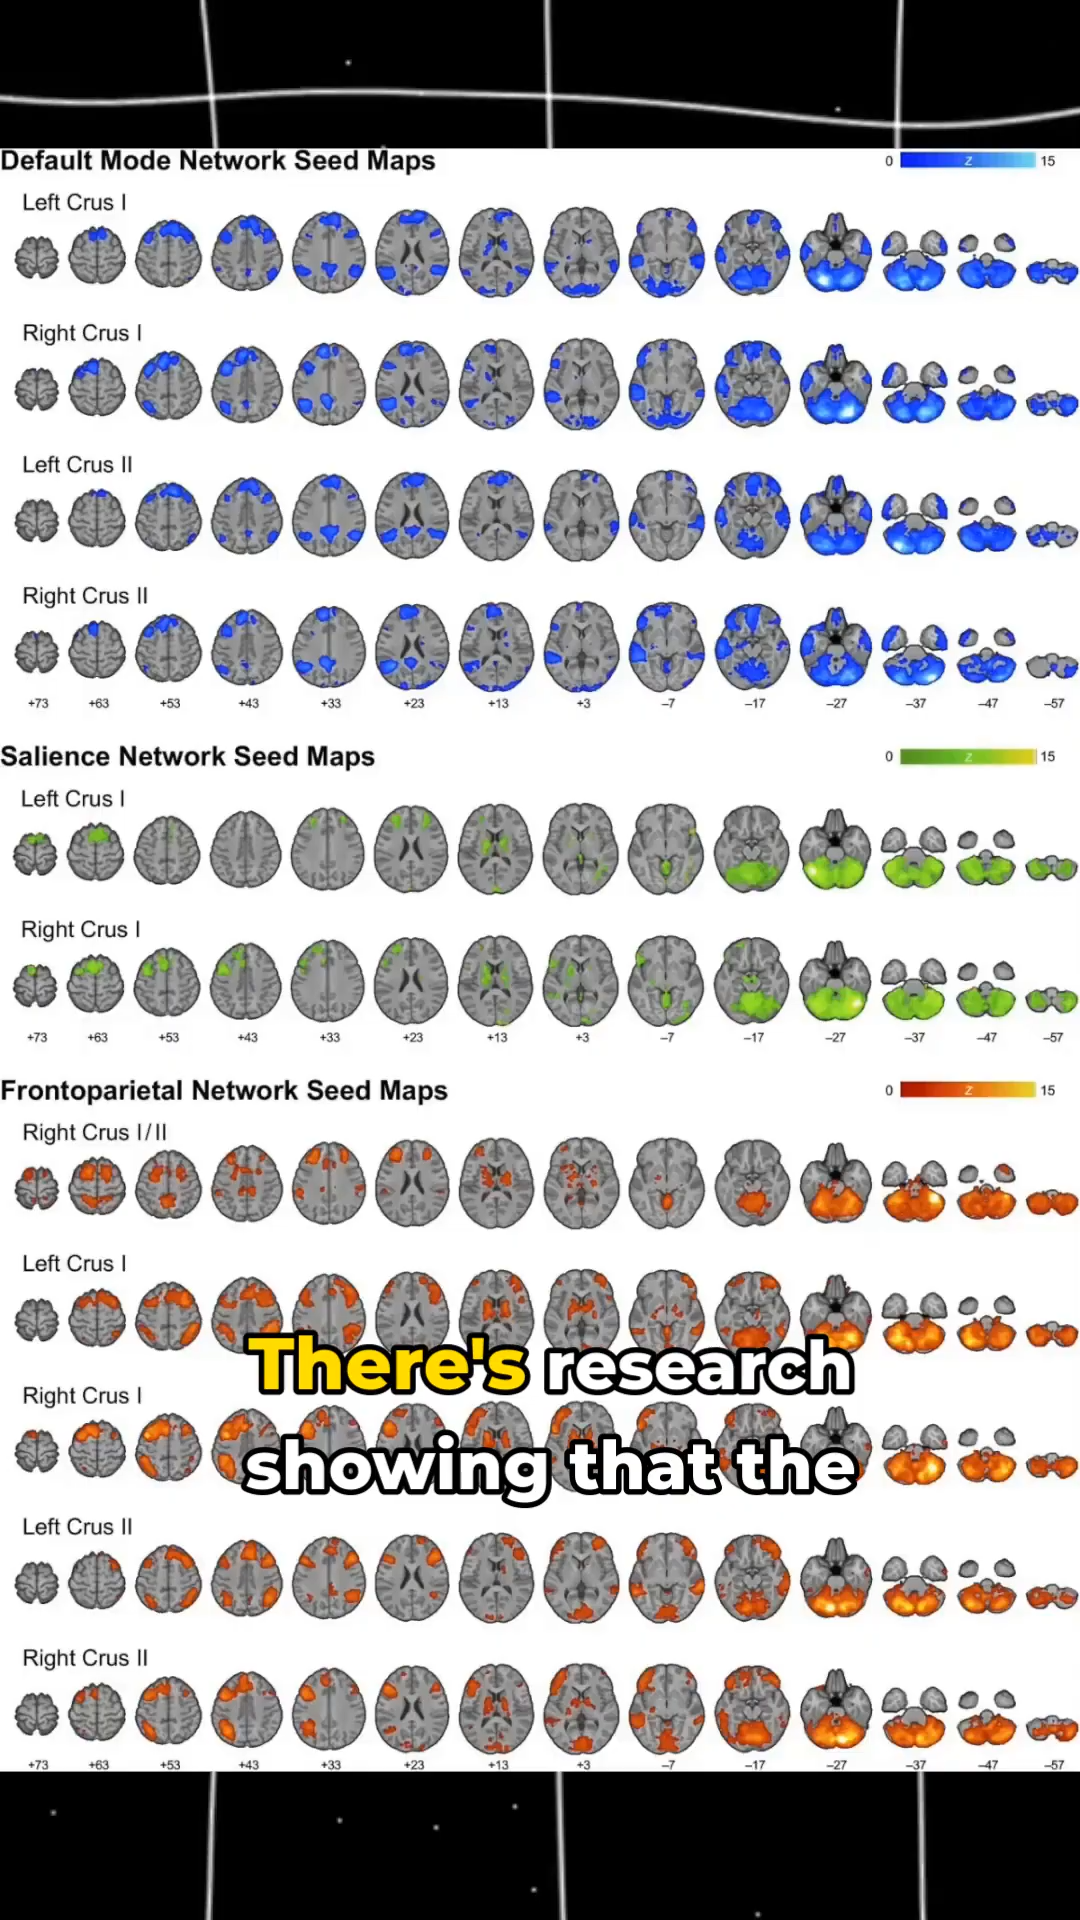 Default Mode Network Seed Maps
0 Z 15
Left Crus I
Right Crus I
Left Crus II
Right Crus II
+73 +63 +53 +43 +33 +23 +13 +3 –7 –17 –27 –37 –47 –57
Salience Network Seed Maps
0 Z 15
Left Crus I
Right Crus I
+73 +63 +53 +43 +33 +23 +13 +3 –7 –17 –27 –37 –47 –57
Frontoparietal Network Seed Maps
0 Z 15
Right Crus I/II
Left Crus I
There's research
Right Crus I
showing that the
Left Crus II
Right Crus II
+73 +63 +53 +43 +33 +23 +13 +3 –7 –17 –27 –37 –47 –57